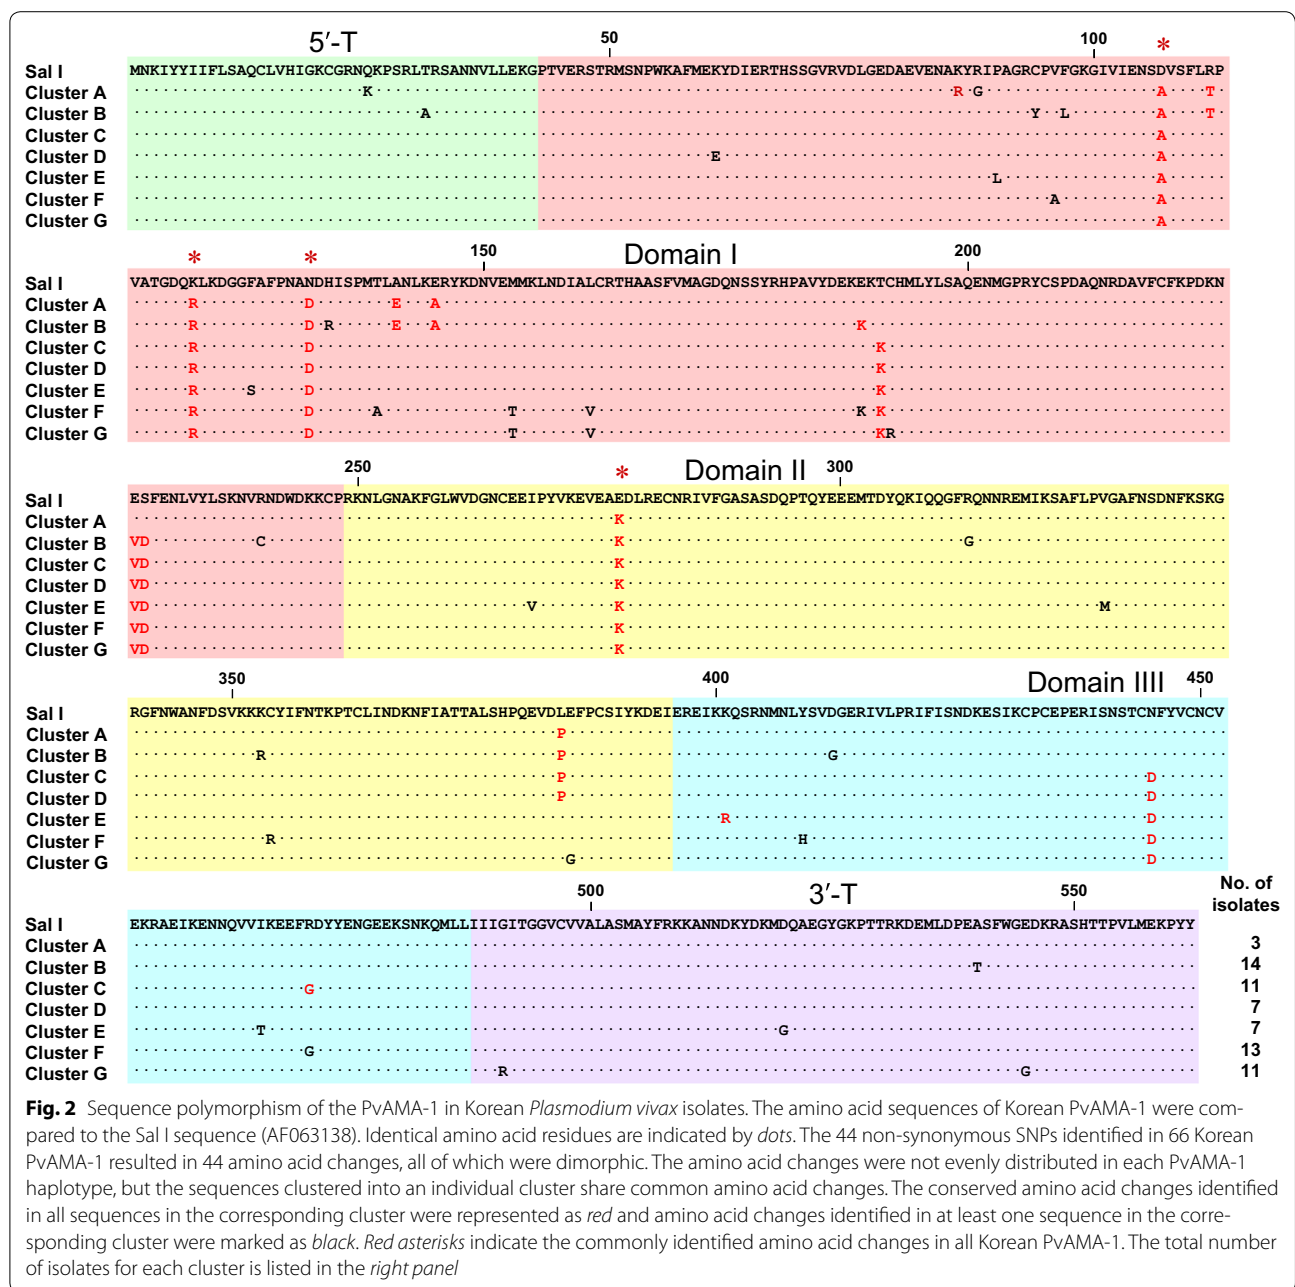 5′-T 50 100 *
Sal I MNKIYYIIFLSAQCLVHIGKCGRNQKPSRLTRSANNVLLEKGPTVERSTRMSNPWKAFMEKYDIERTHSSGVRVDLGEDAEVENAKYRIPAGRCPVFGKGIVIENSDVSFLRP
Cluster A K R G A T
Cluster B A Y L A T
Cluster C A
Cluster D E A
Cluster E L A
Cluster F A A
Cluster G A
* * 150 Domain I 200
Sal I VATGDQKLKDGGFAFPNANDHISPMTLANLKERYKDNVEMMKLNDIALCRTHAASFVMAGDQNSSYRHPAVYDEKEKTCHMLYLSAQENMGPRYCSPDAQNRDAVFCFKPDKN
Cluster A R D E A
Cluster B R D R E A K
Cluster C R D K
Cluster D R D K
Cluster E R S D K
Cluster F R D A T V K K
Cluster G R D T V K R
250 * Domain II 300
Sal I ESFENLVYLSKNVRNDWDKKCPRKNLGNAKFGLWVDGNCEEIPYVKEVEAEDLRECNRIVFGASASDQPTQYEEEMTDYQKIQQGFRQNNREMIKSAFLPVGAFNSDNFKSKG
Cluster A K
Cluster B VD C K G
Cluster C VD K
Cluster D VD K
Cluster E VD V K M
Cluster F VD K
Cluster G VD K
350 400 Domain IIII 450
Sal I RGFNWANFDSVKKKCYIFNTKPTCLINDKNFIATTALSHPQEVDLEFPCSIYKDEIEREIKKQSRNMNLYSVDGERIVLPRIFISNDKESIKCPCEPERISNSTCNFYVCNCV
Cluster A P
Cluster B R P G
Cluster C P D
Cluster D P D
Cluster E R D
Cluster F R H D
Cluster G G D
500 3′-T 550 No. of isolates
Sal I EKRAEIKENNQVVIKEEFRDYYENGEEKSNKQMLLIIIGITGGVCVVALASMAYFRKKANNDKYDKMDQAEGYGKPTTRKDEMLDPEASFWGEDKRASHTTPVLMEKPYY
Cluster A 3
Cluster B T 14
Cluster C G 11
Cluster D 7
Cluster E T G 7
Cluster F G 13
Cluster G R G 11
Fig. 2 Sequence polymorphism of the PvAMA-1 in Korean Plasmodium vivax isolates. The amino acid sequences of Korean PvAMA-1 were com-
pared to the Sal I sequence (AF063138). Identical amino acid residues are indicated by dots. The 44 non-synonymous SNPs identified in 66 Korean
PvAMA-1 resulted in 44 amino acid changes, all of which were dimorphic. The amino acid changes were not evenly distributed in each PvAMA-1
haplotype, but the sequences clustered into an individual cluster share common amino acid changes. The conserved amino acid changes identified
in all sequences in the corresponding cluster were represented as red and amino acid changes identified in at least one sequence in the corre-
sponding cluster were marked as black. Red asterisks indicate the commonly identified amino acid changes in all Korean PvAMA-1. The total number
of isolates for each cluster is listed in the right panel